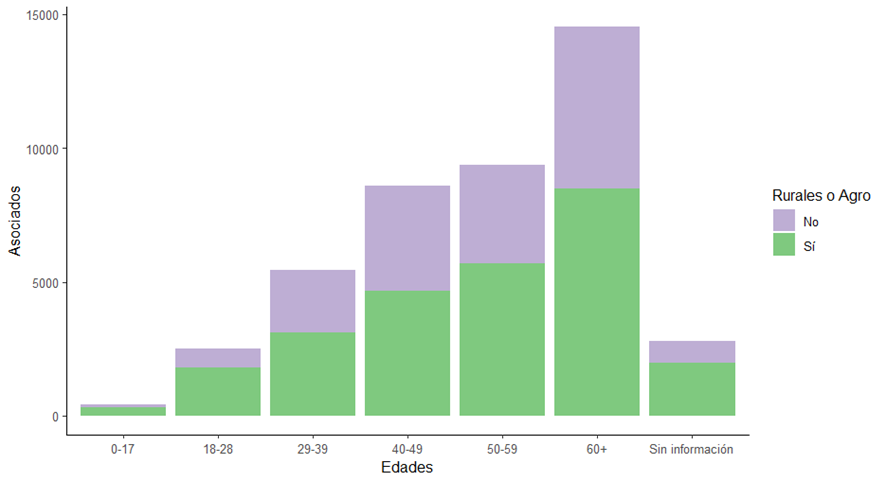 15000
10000
5000
0
Asociados
0-17
18-28
29-39
40-49
50-59
60+
Sin información
Edades
Rurales o Agro
No
Sí